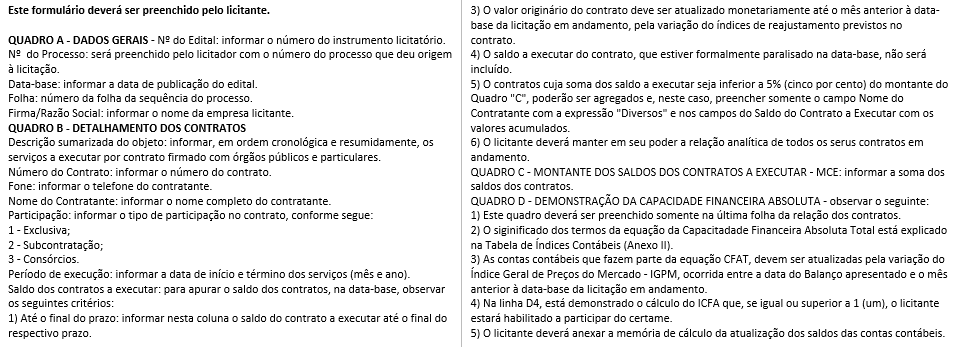 Este formulário deverá ser preenchido pelo licitante.
QUADRO A - DADOS GERAIS - Nº do Edital: informar o número do instrumento licitatório.
Nº do Processo: será preenchido pelo licitador com o número do processo que deu origem
à licitação.
Data-base: informar a data de publicação do edital.
Folha: número da folha da sequência do processo.
Firma/Razão Social: informar o nome da empresa licitante.
QUADRO B - DETALHAMENTO DOS CONTRATOS
Descrição sumarizada do objeto: informar, em ordem cronológica e resumidamente, os
serviços a executar por contrato firmado com órgãos públicos e particulares.
Número do Contrato: informar o número do contrato.
Fone: informar o telefone do contratante.
Nome do Contratante: informar o nome completo do contratante.
Participação: informar o tipo de participação no contrato, conforme segue:
1 - Exclusiva;
2 - Subcontratação;
3 - Consórcios.
Período de execução: informar a data de início e término dos serviços (mês e ano).
Saldo dos contratos a executar: para apurar o saldo dos contratos, na data-base, observar
os seguintes critérios:
1) Até o final do prazo: informar nesta coluna o saldo do contrato a executar até o final do
respectivo prazo.
3) O valor originário do contrato deve ser atualizado monetariamente até o mês anterior à data-
base da licitação em andamento, pela variação do índices de reajustamento previstos no
contrato.
4) O saldo a executar do contrato, que estiver formalmente paralisado na data-base, não será
incluído.
5) O contratos cuja soma dos saldo a executar seja inferior a 5% (cinco por cento) do montante do
Quadro "C", poderão ser agregados e, neste caso, preencher somente o campo Nome do
Contratante com a expressão "Diversos" e nos campos do Saldo do Contrato a Executar com os
valores acumulados.
6) O licitante deverá manter em seu poder a relação analítica de todos os serus contratos em
andamento.
QUADRO C - MONTANTE DOS SALDOS DOS CONTRATOS A EXECUTAR - MCE: informar a soma dos
saldos dos contratos.
QUADRO D - DEMONSTRAÇÃO DA CAPACIDADE FINANCEIRA ABSOLUTA - observar o seguinte:
1) Este quadro deverá ser preenchido somente na última folha da relação dos contratos.
2) O siginificado dos termos da equação da Capacitadade Financeira Absoluta Total está explicado
na Tabela de Índices Contábeis (Anexo II).
3) As contas contábeis que fazem parte da equação CFAT, devem ser atualizadas pela variação do
Índice Geral de Preços do Mercado - IGPM, ocorrida entre a data do Balanço apresentado e o mês
anterior à data-base da licitação em andamento.
4) Na linha D4, está demonstrado o cálculo do ICFA que, se igual ou superior a 1 (um), o licitante
estará habilitado a participar do certame.
5) O licitante deverá anexar a memória de cálculo da atualização dos saldos das contas contábeis.